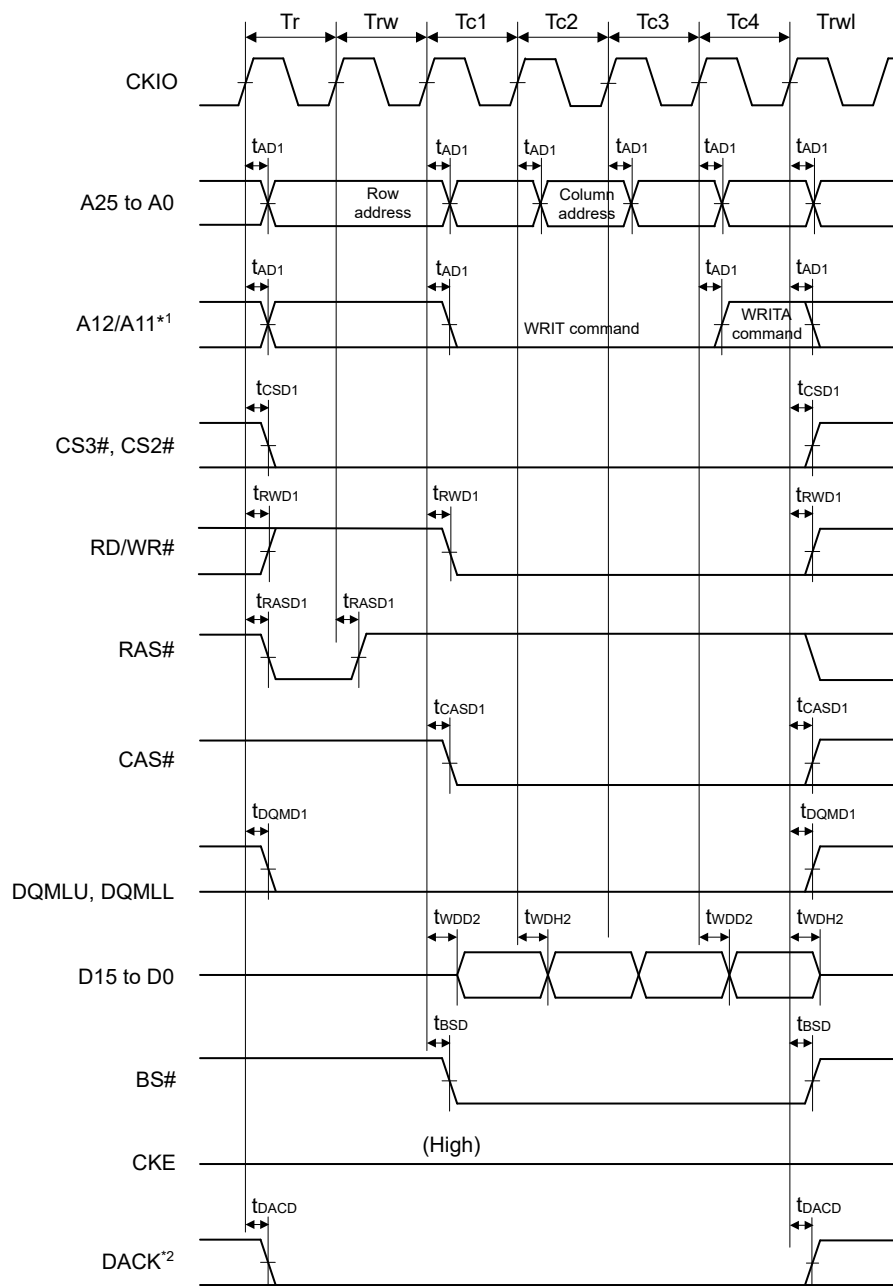 Tr Trw Tc1 Tc2 Tc3 Tc4 Trwl
CKIO
tAD1 tAD1 tAD1 tAD1 tAD1 tAD1
A25 to A0
Row
address
Column
address
tAD1 tAD1 tAD1 tAD1
A12/A11*1
WRIT command
WRITA
command
tCSD1 tCSD1
CS3#, CS2#
tRWD1 tRWD1 tRWD1
RD/WR#
tRASD1 tRASD1
RAS#
tCASD1 tCASD1
CAS#
tDQMD1 tDQMD1
DQMLU, DQMLL
tWDD2 tWDH2 tWDD2 tWDH2
D15 to D0
tBSD tBSD
BS#
(High)
CKE
tDACD tDACD
DACK*2